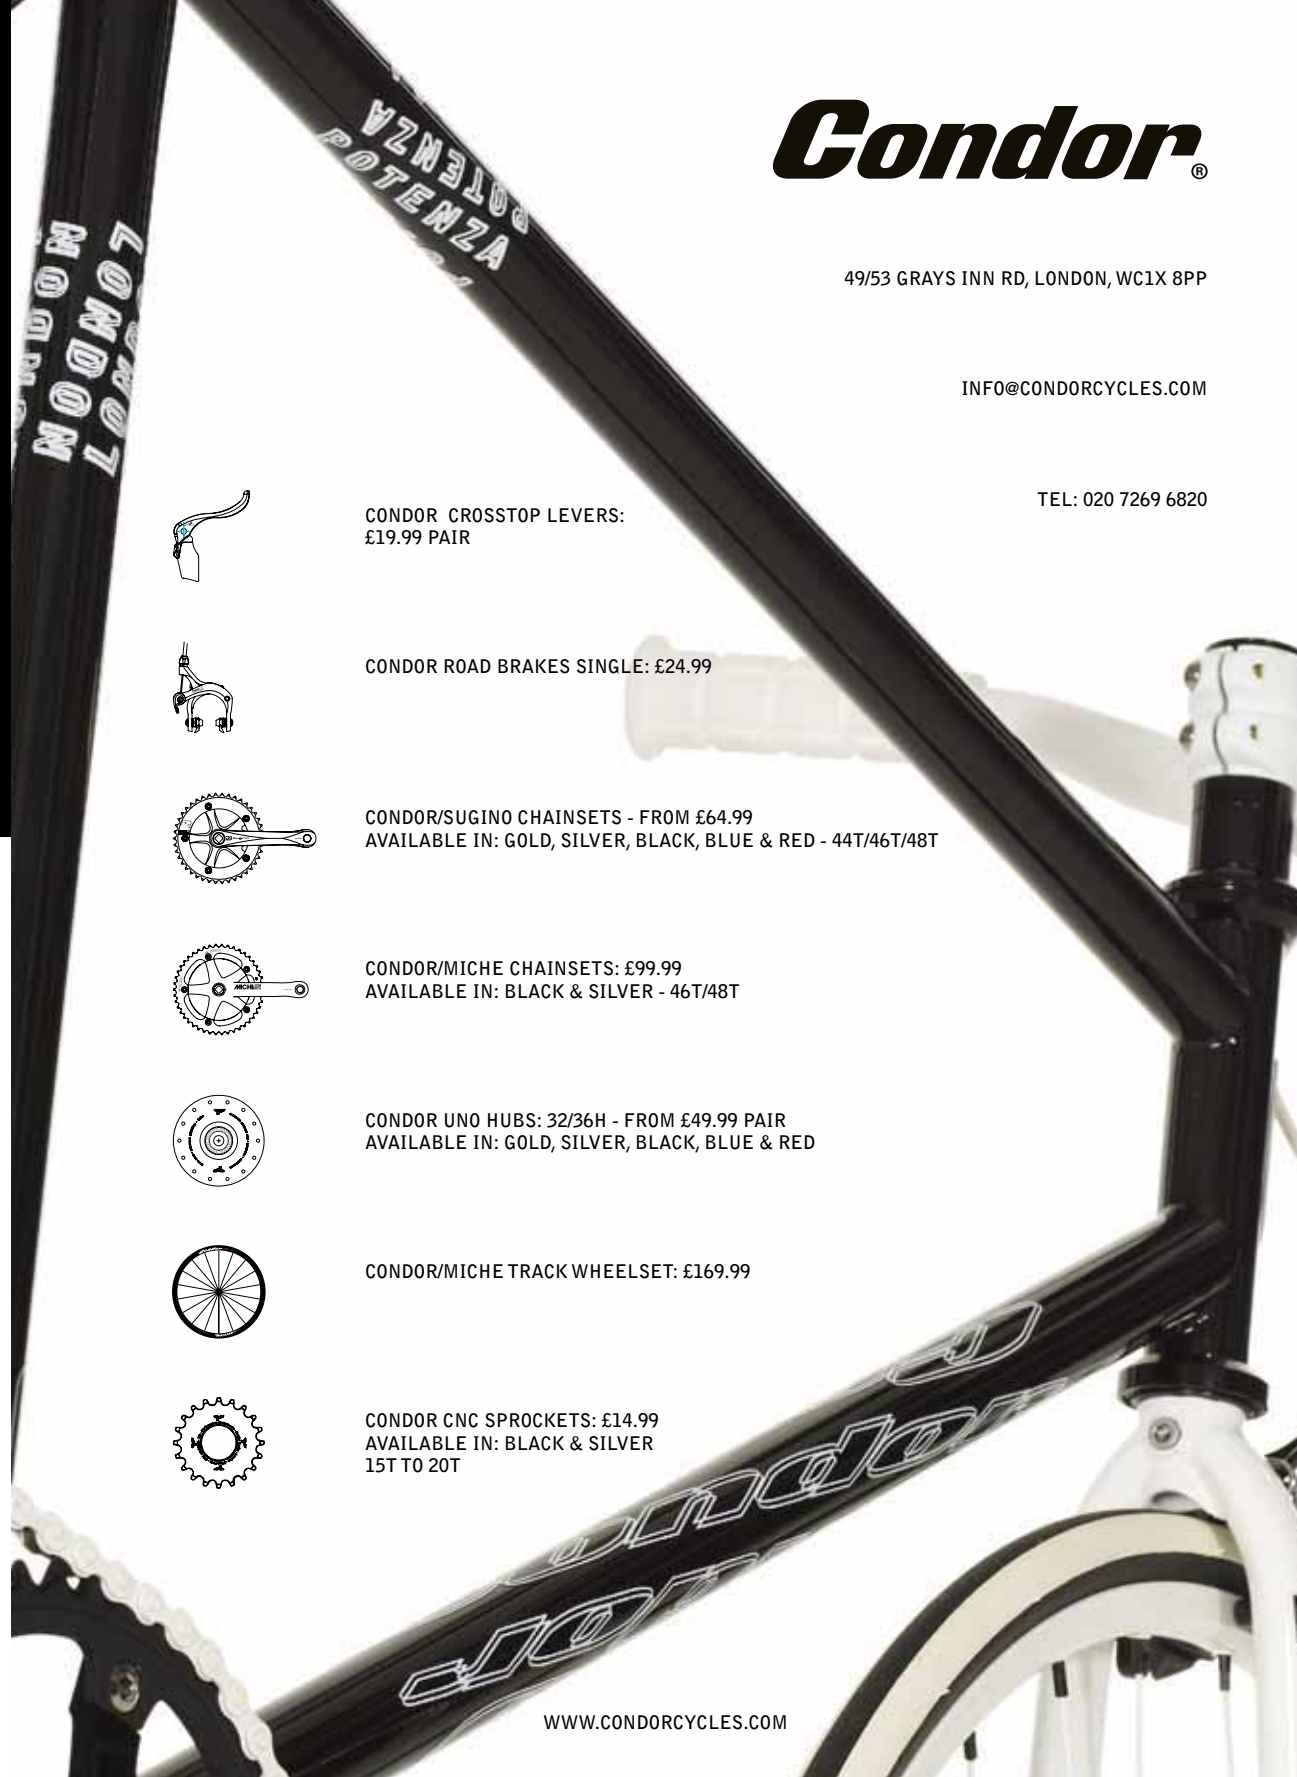 Condor®
49/53 GRAYS INN RD, LONDON, WC1X 8PP
INFO@CONDORCYCLES.COM
TEL: 020 7269 6820
POTENZA
POTENZA
LONDON
LONDON
CONDOR CROSSTOP LEVERS:
£19.99 PAIR
CONDOR ROAD BRAKES SINGLE: £24.99
CONDOR/SUGINO CHAINSETS - FROM £64.99
AVAILABLE IN: GOLD, SILVER, BLACK, BLUE & RED - 44T/46T/48T
MICHE
CONDOR/MICHE CHAINSETS: £99.99
AVAILABLE IN: BLACK & SILVER - 46T/48T
CONDOR UNO HUBS: 32/36H - FROM £49.99 PAIR
AVAILABLE IN: GOLD, SILVER, BLACK, BLUE & RED
CONDOR/MICHE TRACK WHEELSET: £169.99
CONDOR CNC SPROCKETS: £14.99
AVAILABLE IN: BLACK & SILVER
15T TO 20T
Condor
WWW.CONDORCYCLES.COM